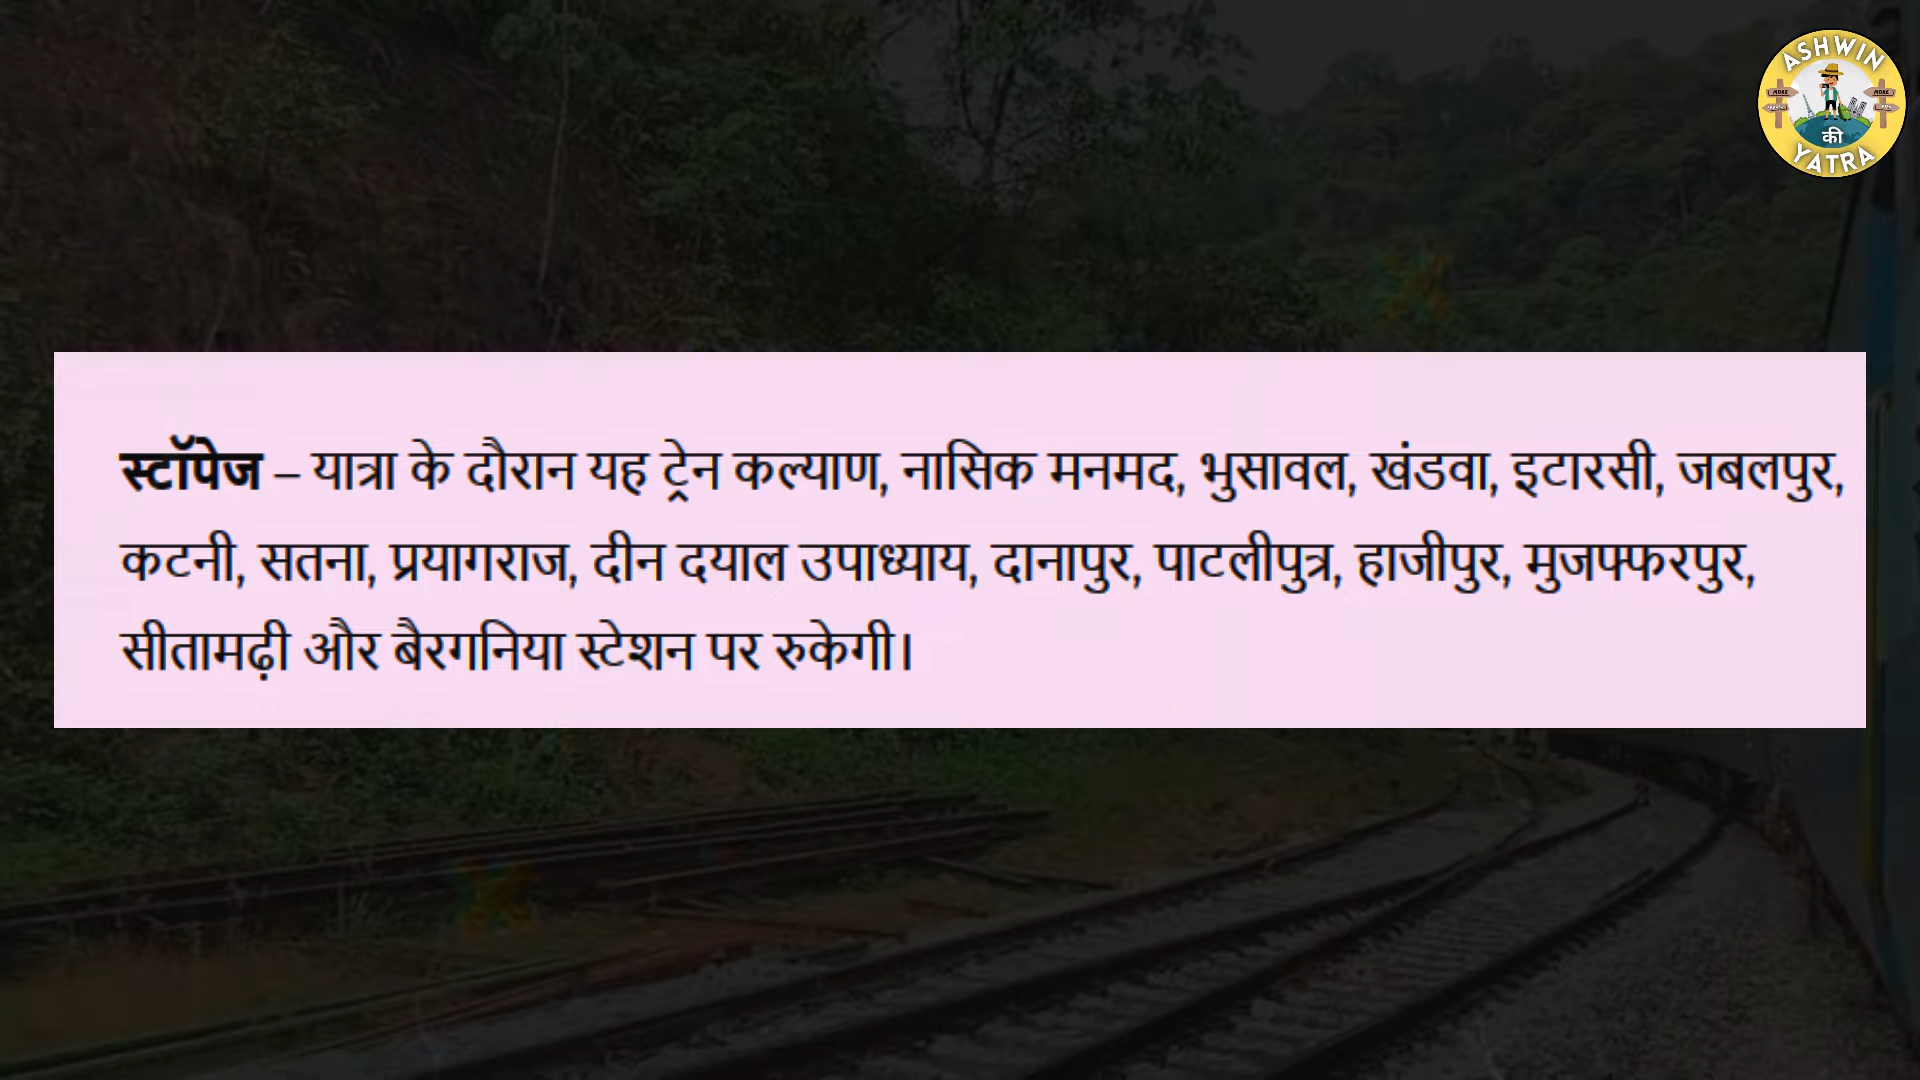 ASHWIN
की
YATRA
स्टॉपेज – यात्रा के दौरान यह ट्रेन कल्याण, नासिक मनमद, भुसावल, खंडवा, इटारसी, जबलपुर,
कटनी, सतना, प्रयागराज, दीन दयाल उपाध्याय, दानापुर, पाटलीपुत्र, हाजीपुर, मुजफ्फरपुर,
सीतामढ़ी और बैरगनिया स्टेशन पर रुकेगी।